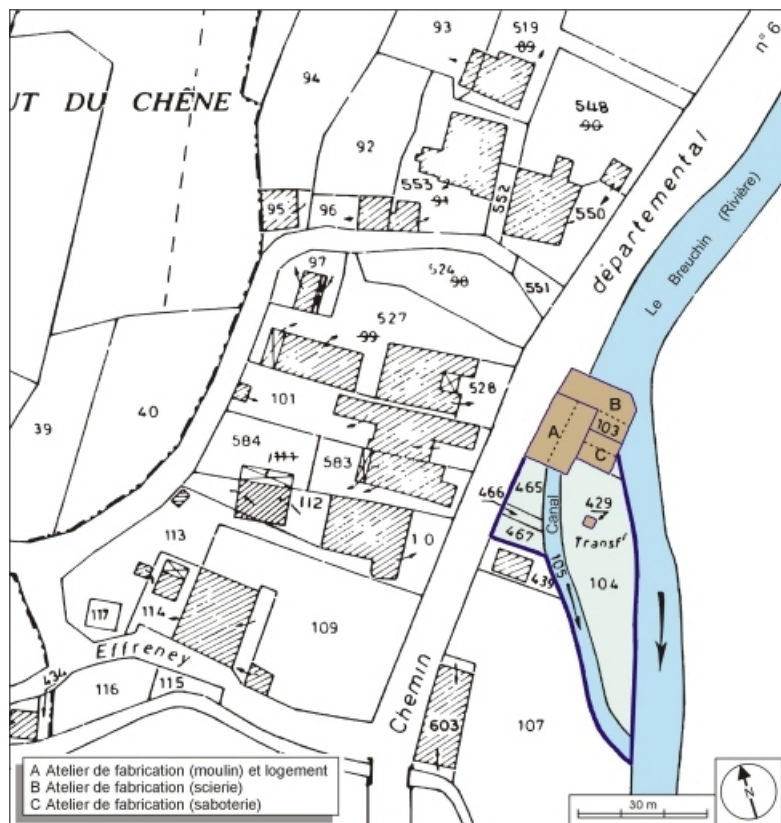 93
519
89
n° 6
94
UT DU CHÊNE
548
90
92
départemental
553 2
91
552
550
95
96
Le Breuchin (Rivière)
97
524
98
551
527
99
528
101
B
A
103
C
39
40
584
111
583
466
465
429
112
Canal
467
Transf<sup>t</sup>
113
10
105
104
439
117
114
109
Effreney
434
116
115
Chemin
603
107
A Atelier de fabrication (moulin) et logement
B Atelier de fabrication (scierie)
C Atelier de fabrication (saboterie)
30 m
N